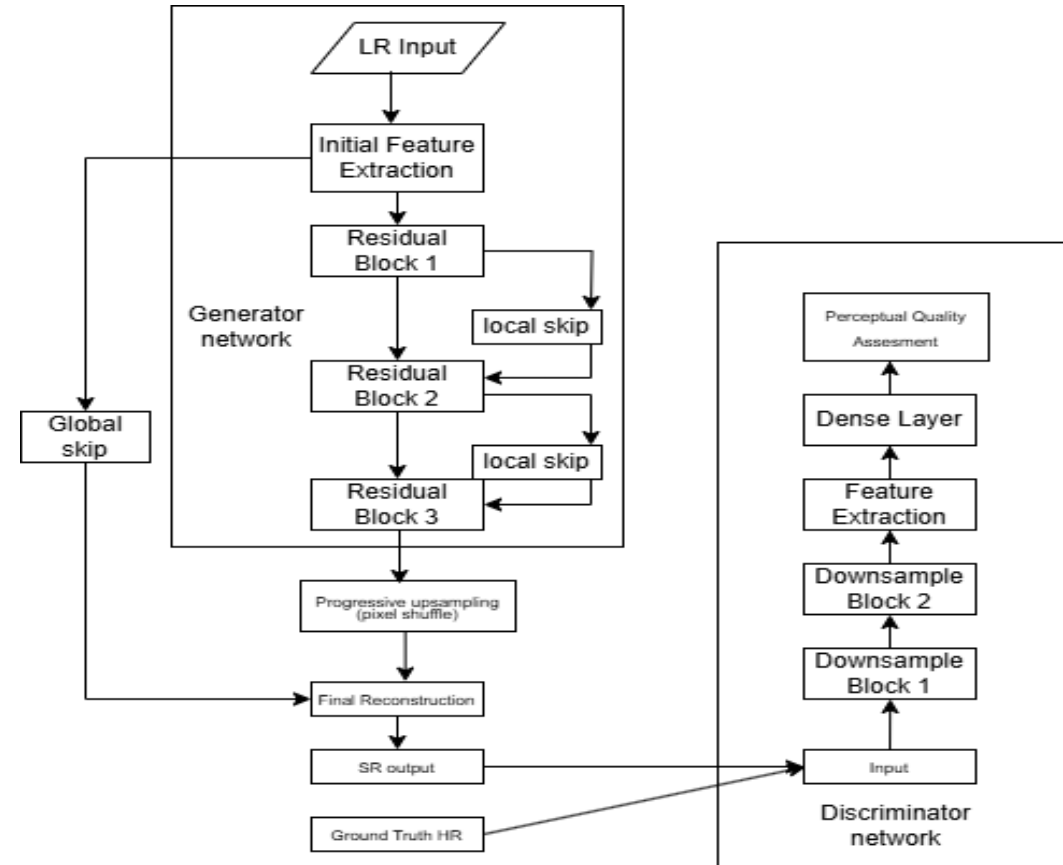 LR Input
Initial Feature
Extraction
Residual
Block 1
Generator
network
local skip
Residual
Block 2
Global
skip
local skip
Residual
Block 3
Progressive upsampling
(pixel shuffle)
Final Reconstruction
SR output
Ground Truth HR
Perceptual Quality
Assesment
Dense Layer
Feature
Extraction
Downsample
Block 2
Downsample
Block 1
Input
Discriminator
network